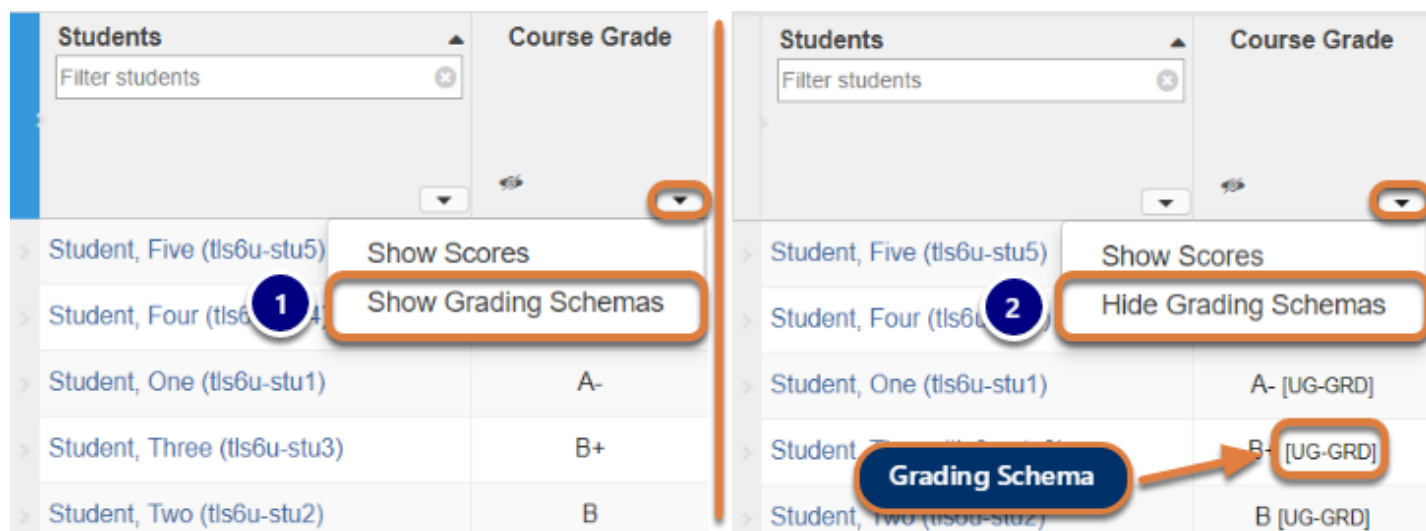 Students
Course Grade
Filter students
Student, Five (tls6u-stu5)
Show Scores
1
Show Grading Schemas
Student, Four
Student, One (tls6u-stu1)
A-
Student, Three (tls6u-stu3)
B+
Student, Two (tls6u-stu2)
B
Students
Course Grade
Filter students
Student, Five (tls6u-stu5)
Show Scores
2
Hide Grading Schemas
Student, Four
Student, One (tls6u-stu1)
A- [UG-GRD]
Student,
B+ [UG-GRD]
Grading Schema
Student, Two (tls6u-stu2)
B [UG-GRD]